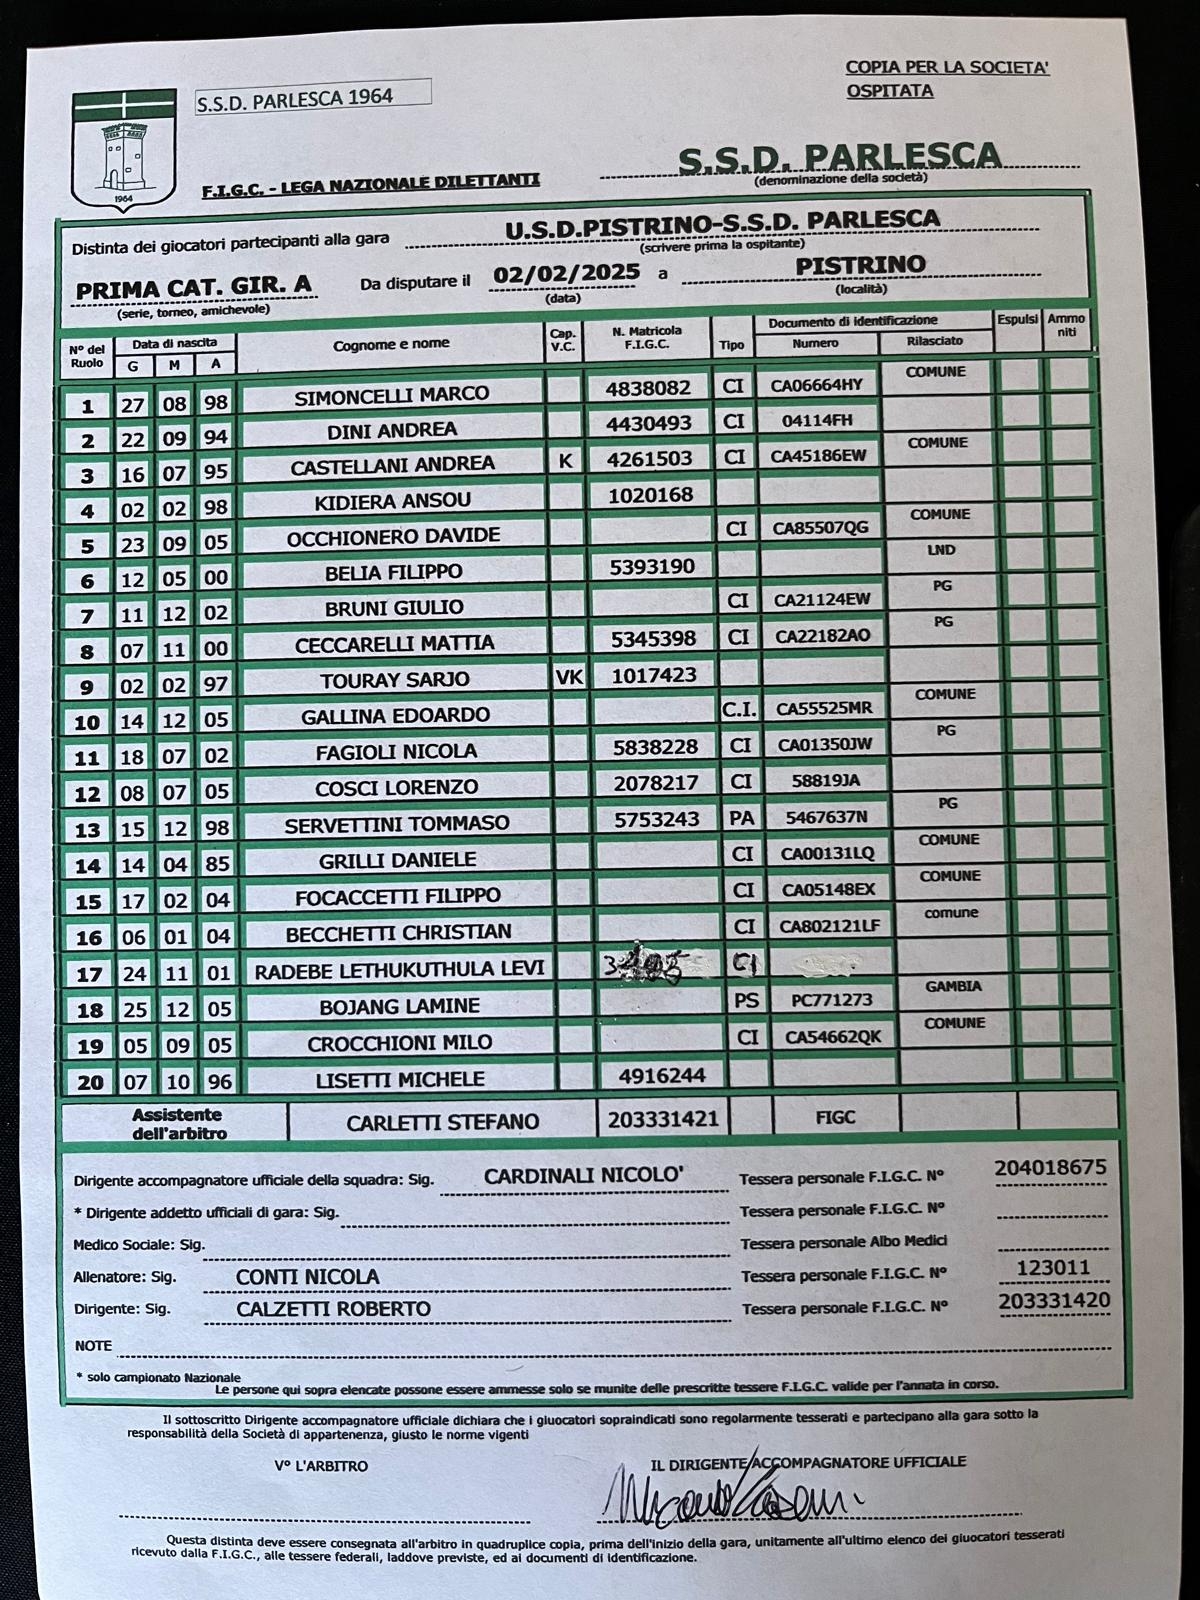 COPIA PER LA SOCIETA'
OSPITATA
S.S.D. PARLESCA 1964
1964
F.I.G.C. - LEGA NAZIONALE DILETTANTI
S.S.D. PARLESCA
(denominazione della società)
Distinta dei giocatori partecipanti alla gara U.S.D.PISTRINO-S.S.D. PARLESCA
(scrivere prima la ospitante)
PRIMA CAT. GIR. A Da disputare il 02/02/2025 a PISTRINO
(serie, torneo, amichevole) (data) (località)
N° del Ruolo Data di nascita G M A Cognome e nome Cap. V.C. N. Matricola F.I.G.C. Tipo Documento di identificazione Numero Rilasciato Espulsi Ammo niti
1 27 08 98 SIMONCELLI MARCO 4838082 CI CA06664HY COMUNE
2 22 09 94 DINI ANDREA 4430493 CI 04114FH
3 16 07 95 CASTELLANI ANDREA K 4261503 CI CA45186EW COMUNE
4 02 02 98 KIDIERA ANSOU 1020168
5 23 09 05 OCCHIONERO DAVIDE CI CA85507QG COMUNE
6 12 05 00 BELIA FILIPPO 5393190 LND
7 11 12 02 BRUNI GIULIO CI CA21124EW PG
8 07 11 00 CECCARELLI MATTIA 5345398 CI CA22182AO PG
9 02 02 97 TOURAY SARJO VK 1017423
10 14 12 05 GALLINA EDOARDO C.I. CA55525MR COMUNE
11 18 07 02 FAGIOLI NICOLA 5838228 CI CA01350JW PG
12 08 07 05 COSCI LORENZO 2078217 CI 58819JA
13 15 12 98 SERVETTINI TOMMASO 5753243 PA 5467637N PG
14 14 04 85 GRILLI DANIELE CI CA00131LQ COMUNE
15 17 02 04 FOCACCETTI FILIPPO CI CA05148EX COMUNE
16 06 01 04 BECCHETTI CHRISTIAN CI CA802121LF comune
17 24 11 01 RADEBE LETHUKUTHULA LEVI CI
18 25 12 05 BOJANG LAMINE PS PC771273 GAMBIA
19 05 09 05 CROCCHIONI MILO CI CA54662QK COMUNE
20 07 10 96 LISETTI MICHELE 4916244
Assistente dell'arbitro CARLETTI STEFANO 203331421 FIGC
Dirigente accompagnatore ufficiale della squadra: Sig. CARDINALI NICOLO' Tessera personale F.I.G.C. N° 204018675
* Dirigente addetto ufficiali di gara: Sig. Tessera personale F.I.G.C. N°
Medico Sociale: Sig. Tessera personale Albo Medici
Allenatore: Sig. CONTI NICOLA Tessera personale F.I.G.C. N° 123011
Dirigente: Sig. CALZETTI ROBERTO Tessera personale F.I.G.C. N° 203331420
NOTE
* solo campionato Nazionale
Le persone qui sopra elencate possone essere ammesse solo se munite delle prescritte tessere F.I.G.C. valide per l'annata in corso.
Il sottoscritto Dirigente accompagnatore ufficiale dichiara che i giuocatori sopraindicati sono regolarmente tesserati e partecipano alla gara sotto la
responsabilità della Società di appartenenza, giusto le norme vigenti
V° L'ARBITRO IL DIRIGENTE ACCOMPAGNATORE UFFICIALE
Questa distinta deve essere consegnata all'arbitro in quadruplice copia, prima dell'inizio della gara, unitamente all'ultimo elenco dei giuocatori tesserati
ricevuto dalla F.I.G.C., alle tessere federali, laddove previste, ed ai documenti di identificazione.